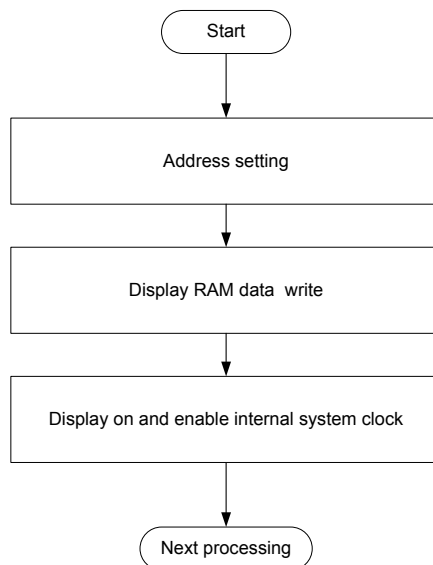 Start
Address setting
Display RAM data  write
Display on and enable internal system clock
Next processing